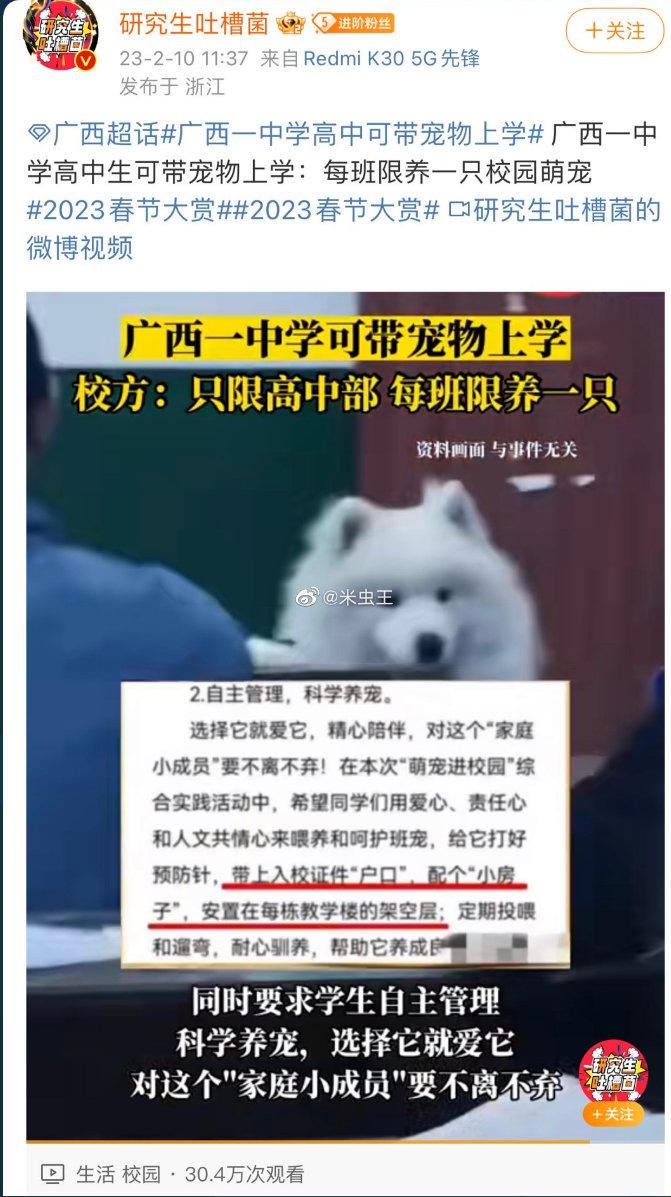 研究生吐槽菌
研究生吐槽菌 5 进阶粉丝
+关注
23-2-10 11:37 来自 Redmi K30 5G先锋
发布于 浙江
广西超话#广西一中学高中可带宠物上学# 广西一中
学高中生可带宠物上学：每班限养一只校园萌宠
#2023春节大赏##2023春节大赏# 研究生吐槽菌的
微博视频
广西一中学可带宠物上学
校方：只限高中部 每班限养一只
资料画面 与事件无关
@米虫王
2.自主管理，科学养宠。
选择它就爱它，精心陪伴，对这个“家庭
小成员”要不离不弃！在本次“萌宠进校园”综
合实践活动中，希望同学们用爱心、责任心
和人文共情心来喂养和呵护班宠，给它打好
预防针，带上入校证件“户口”，配个“小房
子”，安置在每栋教学楼的架空层；定期投喂
和遛弯，耐心驯养，帮助它养成良
同时要求学生自主管理
科学养宠，选择它就爱它
对这个"家庭小成员"要不离不弃
研究生吐槽菌
+关注
生活 校园 · 30.4万次观看